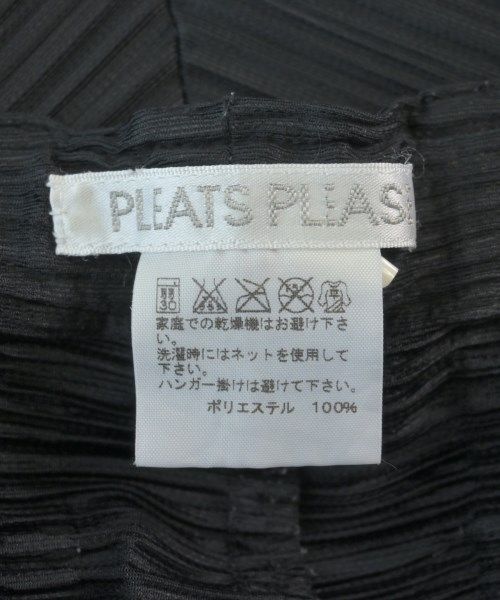 PLEATS PLEAS
弱
30
家庭での乾燥機はお避け下さ
い。
洗濯時にはネットを使用して
下さい。
ハンガー掛けは避けて下さい。
ポリエステル 100%